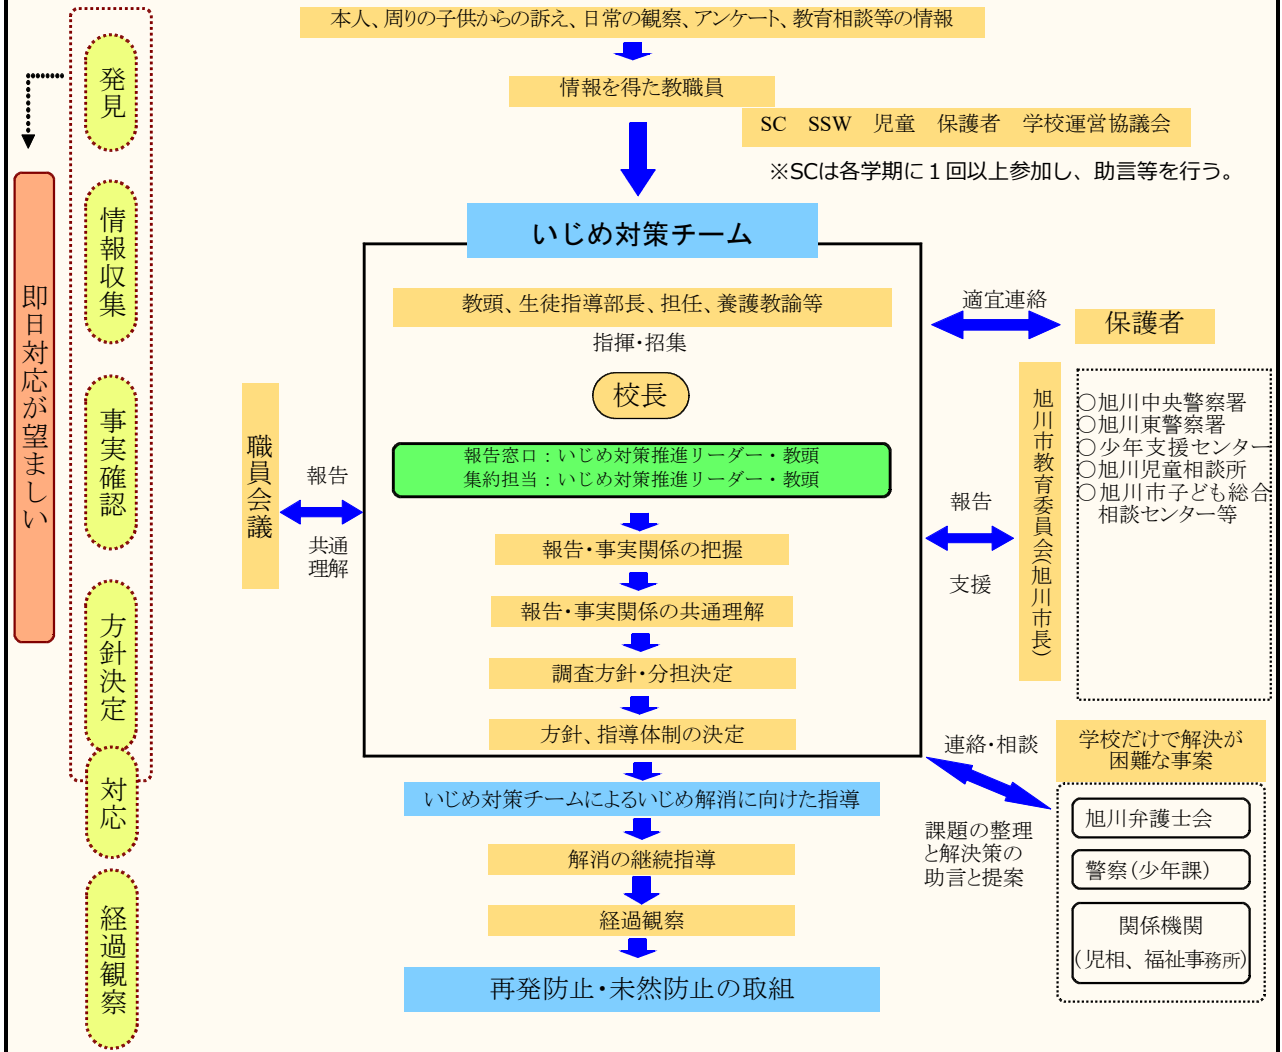 本人、周りの子供からの訴え、日常の観察、アンケート、教育相談等の情報
情報を得た教職員
SC　SSW　児童　保護者　学校運営協議会
※SCは各学期に１回以上参加し、助言等を行う。
発見
情報収集
事実確認
方針決定
対応
経過観察
即日対応が望ましい
いじめ対策チーム
教頭、生徒指導部長、担任、養護教諭等
指揮・招集
校長
報告窓口：いじめ対策推進リーダー・教頭
集約担当：いじめ対策推進リーダー・教頭
報告・事実関係の把握
報告・事実関係の共通理解
調査方針・分担決定
方針、指導体制の決定
いじめ対策チームによるいじめ解消に向けた指導
解消の継続指導
経過観察
再発防止・未然防止の取組
職員会議
報告
共通
理解
適宜連絡
保護者
報告
支援
旭川市教育委員会（旭川市長）
○旭川中央警察署
○旭川東警察署
○少年支援センター
○旭川児童相談所
○旭川市子ども総合
相談センター等
連絡・相談
課題の整理
と解決策の
助言と提案
学校だけで解決が
困難な事案
旭川弁護士会
警察（少年課）
関係機関
（児相、福祉事務所）